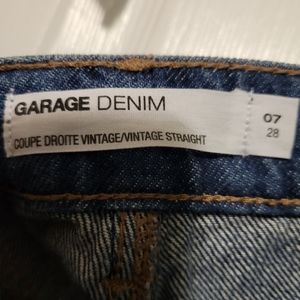 GARAGE DENIM
COUPE DROITE VINTAGE/VINTAGE STRAIGHT
07
28